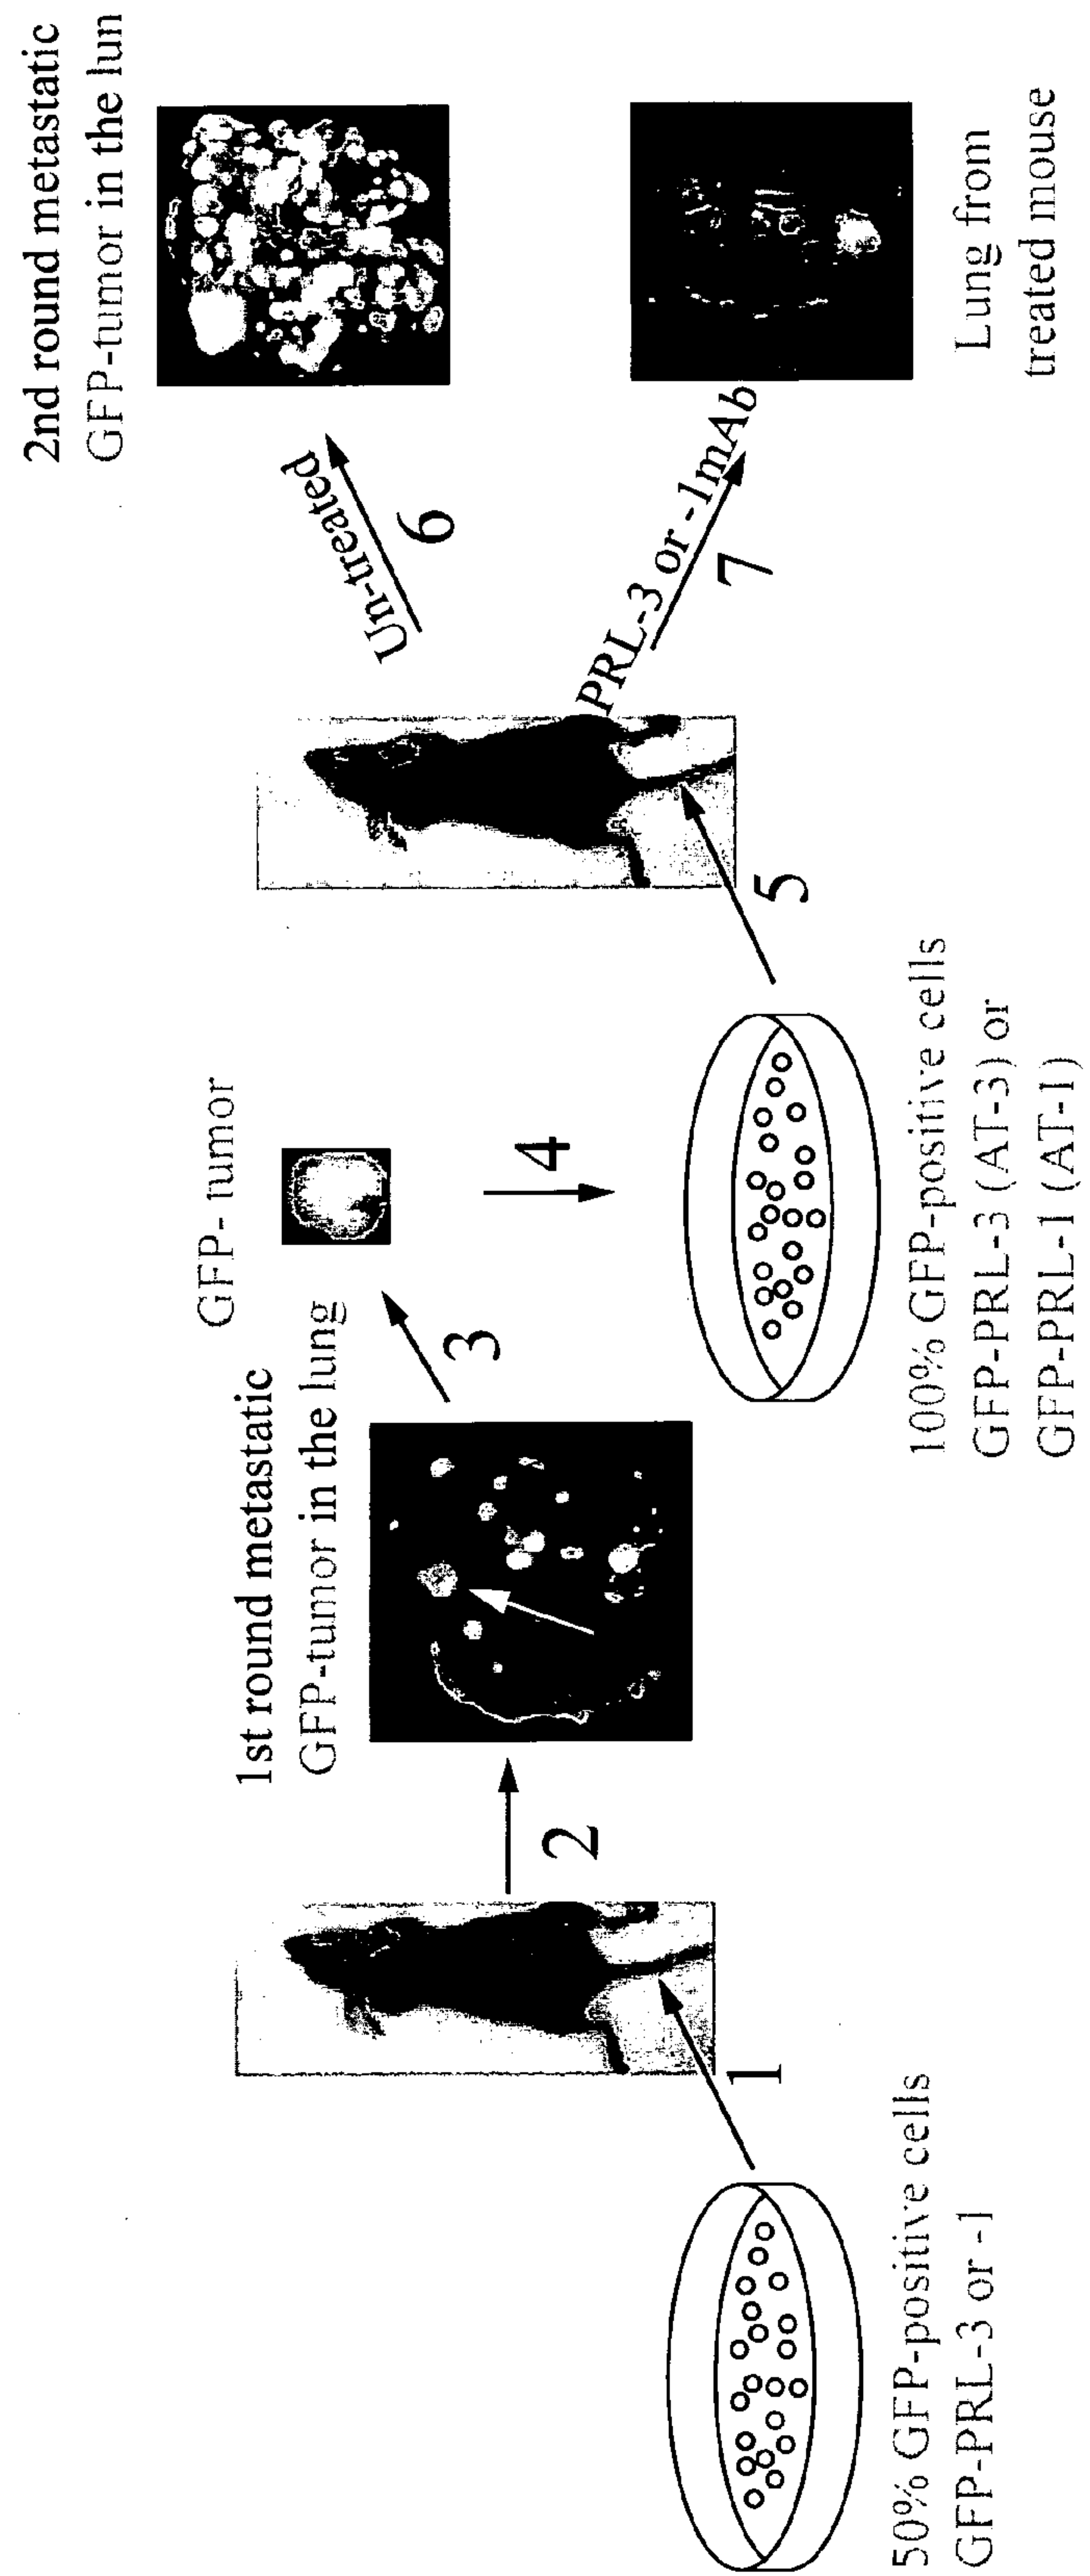 50% GFP-positive cells
GFP-PRL-3 or -1
1
2
1st round metastatic
GFP-tumor in the lung
3
GFP- tumor
4
100% GFP-positive cells
GFP-PRL-3 (AT-3) or
GFP-PRL-1 (AT-1)
5
Un-treated
6
2nd round metastatic
GFP-tumor in the lun
PRL-3 or -1mAb
7
Lung from
treated mouse